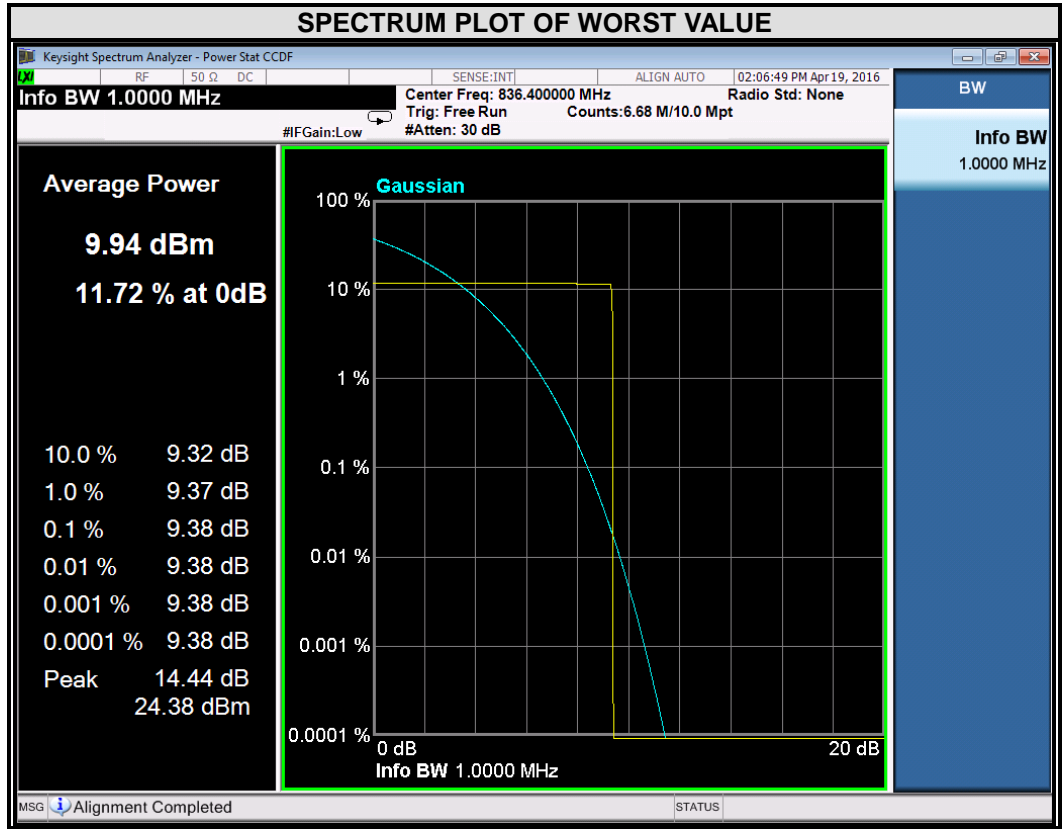 SPECTRUM PLOT OF WORST VALUE
Keysight Spectrum Analyzer - Power Stat CCDF
LXI RF 50 Ω DC SENSE:INT ALIGN AUTO 02:06:49 PM Apr 19, 2016
Info BW 1.0000 MHz
Center Freq: 836.400000 MHz Radio Std: None
Trig: Free Run Counts:6.68 M/10.0 Mpt
#IFGain:Low #Atten: 30 dB
BW
Info BW
1.0000 MHz
Average Power
9.94 dBm
11.72 % at 0dB
10.0 % 9.32 dB
1.0 % 9.37 dB
0.1 % 9.38 dB
0.01 % 9.38 dB
0.001 % 9.38 dB
0.0001 % 9.38 dB
Peak 14.44 dB
24.38 dBm
Gaussian
100 %
10 %
1 %
0.1 %
0.01 %
0.001 %
0.0001 %
0 dB 20 dB
Info BW 1.0000 MHz
MSG Alignment Completed STATUS